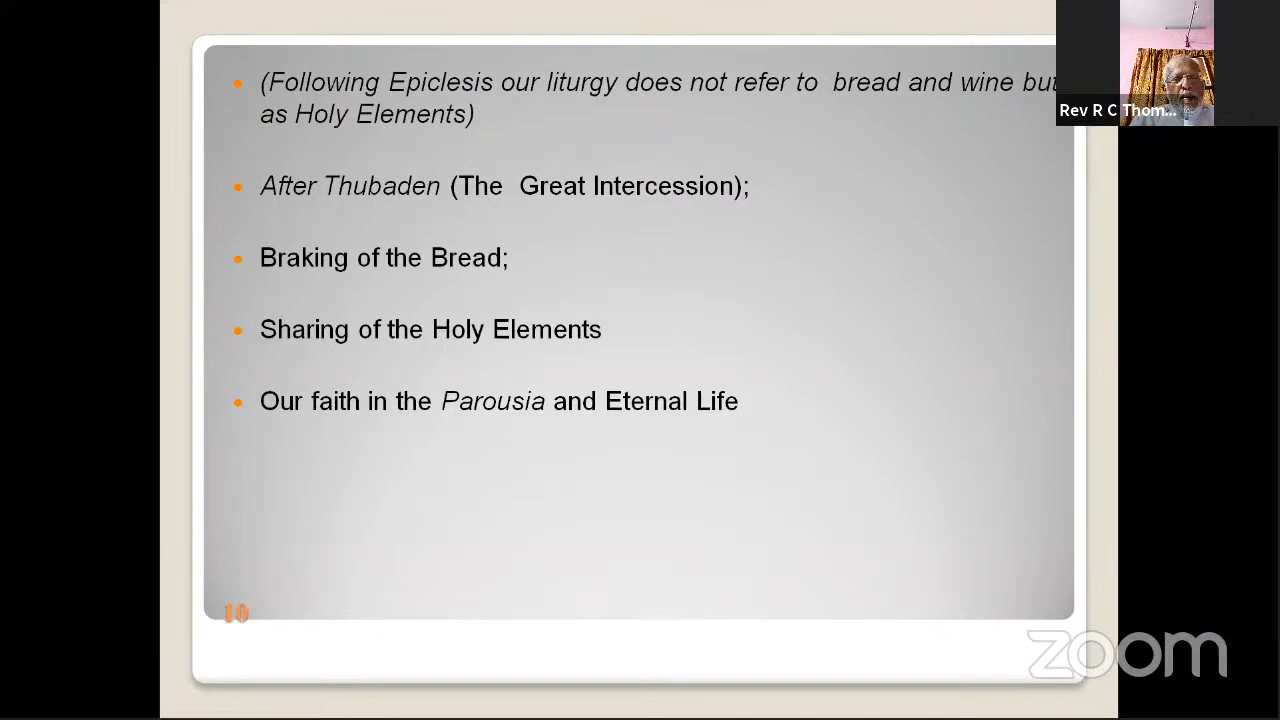 (Following Epiclesis our liturgy does not refer to bread and wine but
as Holy Elements)
After Thubaden (The Great Intercession);
Braking of the Bread;
Sharing of the Holy Elements
Our faith in the Parousia and Eternal Life
10
Rev R C Thom...
zoom